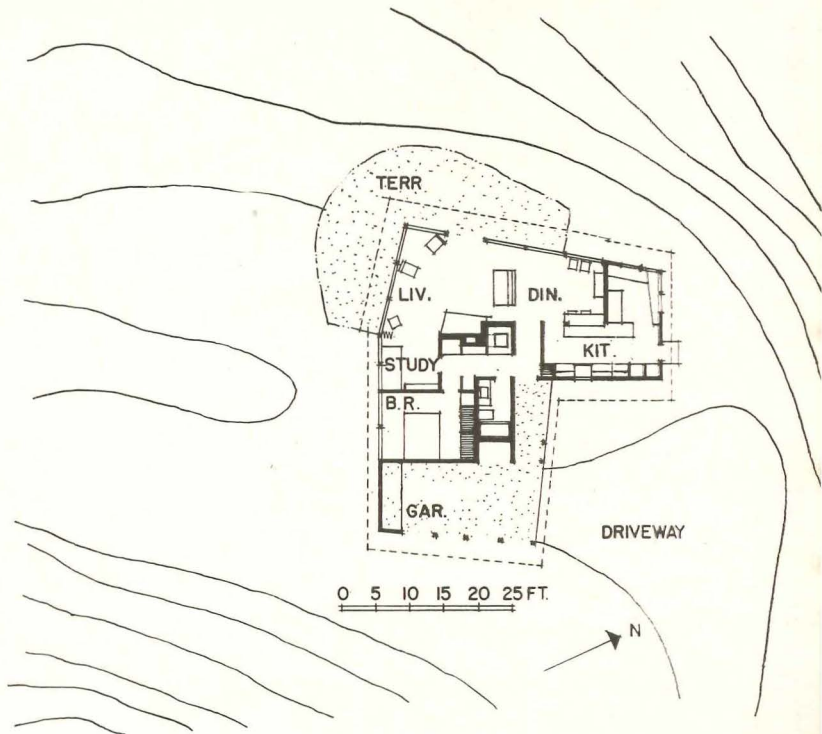 TERR
LIV.
DIN.
KIT.
STUDY
B.R.
GAR.
DRIVEWAY
0 5 10 15 20 25 FT.
N